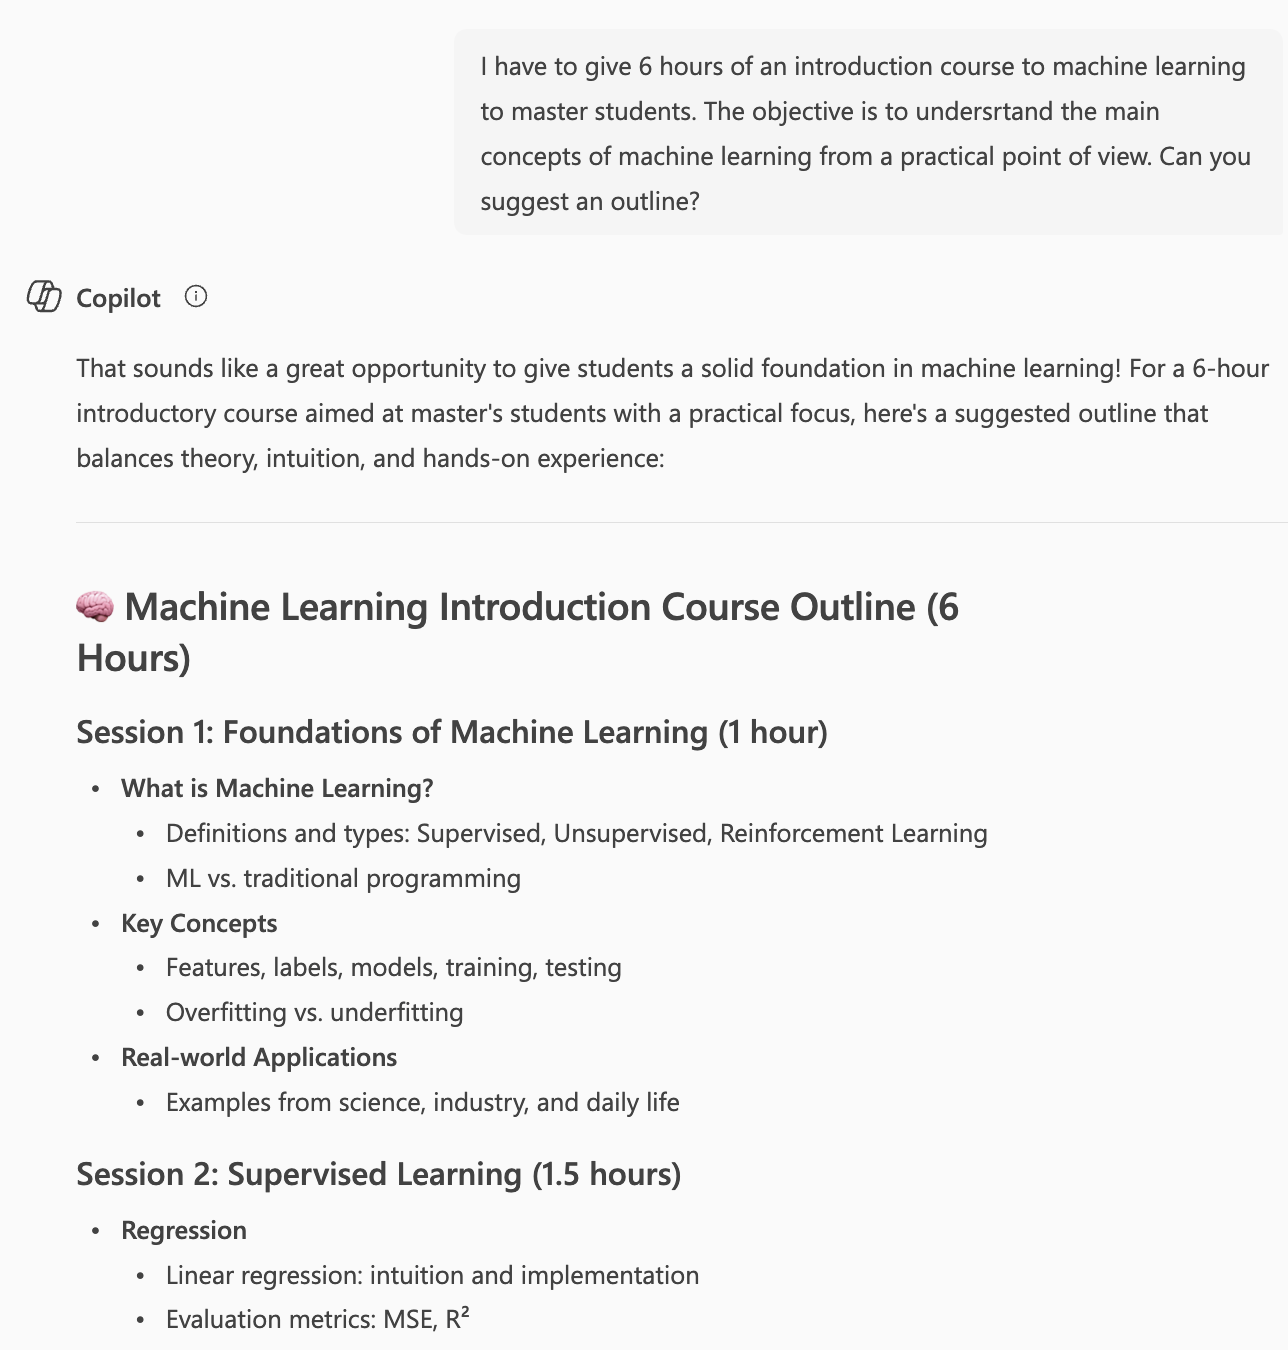 I have to give 6 hours of an introduction course to machine learning
to master students. The objective is to undersrtand the main
concepts of machine learning from a practical point of view. Can you
suggest an outline?
Copilot
That sounds like a great opportunity to give students a solid foundation in machine learning! For a 6-hour
introductory course aimed at master's students with a practical focus, here's a suggested outline that
balances theory, intuition, and hands-on experience:
🧠 Machine Learning Introduction Course Outline (6
Hours)
Session 1: Foundations of Machine Learning (1 hour)
• What is Machine Learning?
• Definitions and types: Supervised, Unsupervised, Reinforcement Learning
• ML vs. traditional programming
• Key Concepts
• Features, labels, models, training, testing
• Overfitting vs. underfitting
• Real-world Applications
• Examples from science, industry, and daily life
Session 2: Supervised Learning (1.5 hours)
• Regression
• Linear regression: intuition and implementation
• Evaluation metrics: MSE, R²